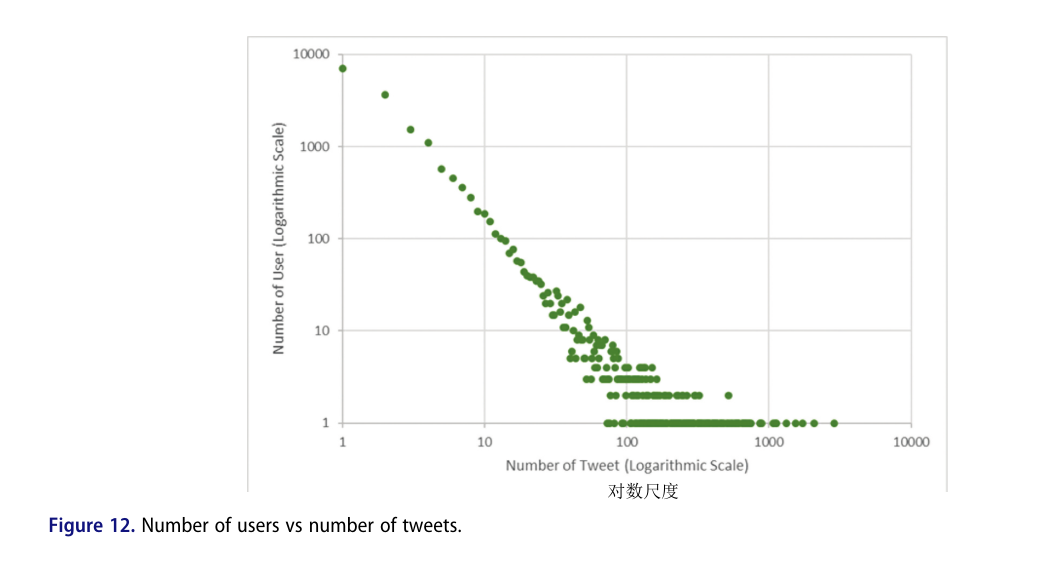 10000
1000
100
10
1
Number of User (Logarithmic Scale)
1 10 100 1000 10000
Number of Tweet (Logarithmic Scale)
对数尺度
Figure 12. Number of users vs number of tweets.